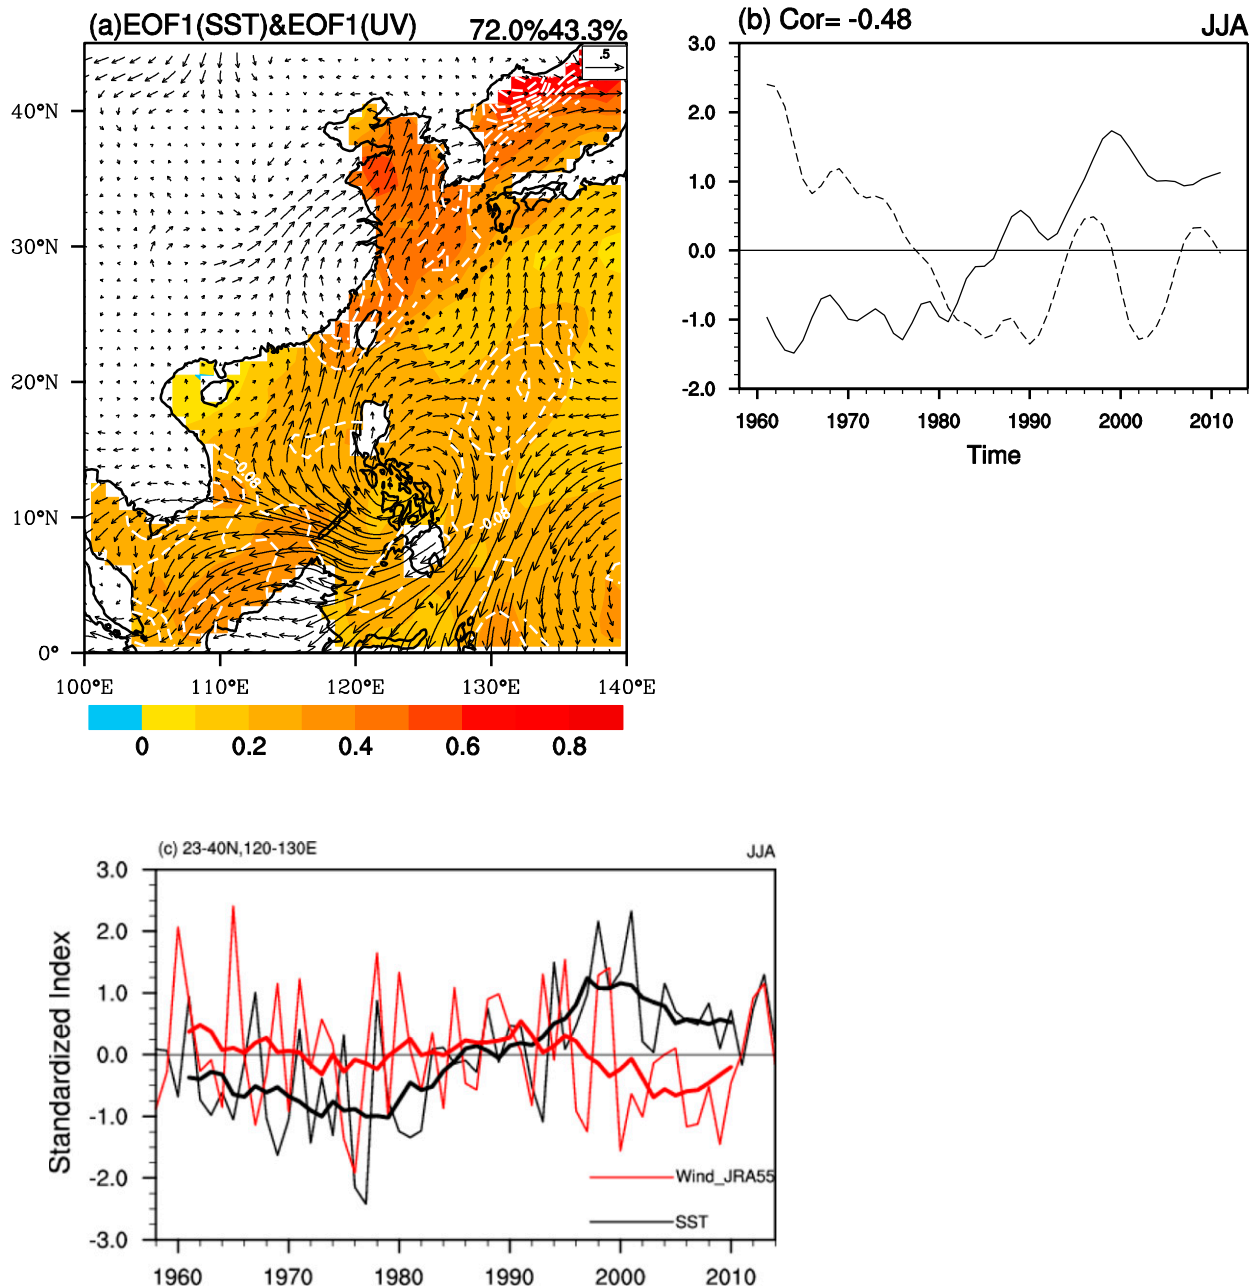 (a)EOF1(SST)&EOF1(UV) 72.0%43.3%
.5
40°N
30°N
20°N
10°N
0°
-0.08
-0.08
100°E 110°E 120°E 130°E 140°E
0 0.2 0.4 0.6 0.8
(b) Cor= -0.48 JJA
3.0
2.0
1.0
0.0
-1.0
-2.0
1960 1970 1980 1990 2000 2010
Time
(c) 23-40N,120-130E JJA
3.0
2.0
1.0
0.0
-1.0
-2.0
-3.0
Standardized Index
Wind_JRA55
SST
1960 1970 1980 1990 2000 2010